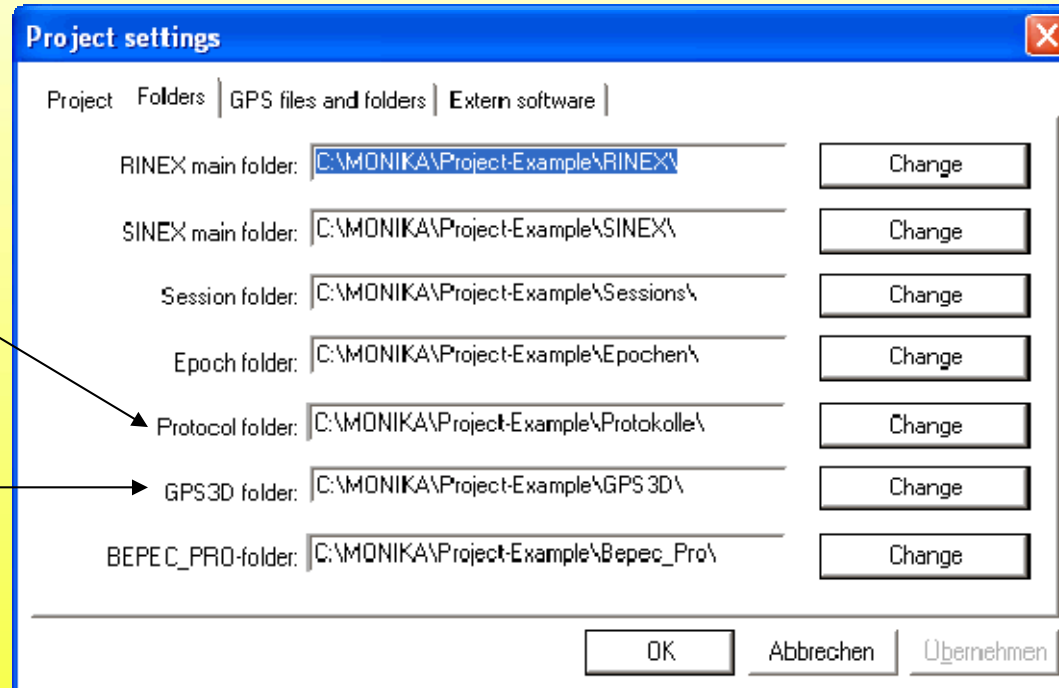 Project settings
Project Folders GPS files and folders Extern software
RINEX main folder: C:\MONIKA\Project-Example\RINEX\ Change
SINEX main folder: C:\MONIKA\Project-Example\SINEX\ Change
Session folder: C:\MONIKA\Project-Example\Sessions\ Change
Epoch folder: C:\MONIKA\Project-Example\Epochen\ Change
Protocol folder: C:\MONIKA\Project-Example\Protokolle\ Change
GPS3D folder: C:\MONIKA\Project-Example\GPS3D\ Change
BEPEC_PRO-folder: C:\MONIKA\Project-Example\Bepec_Pro\ Change
OK Abbrechen Übernehmen